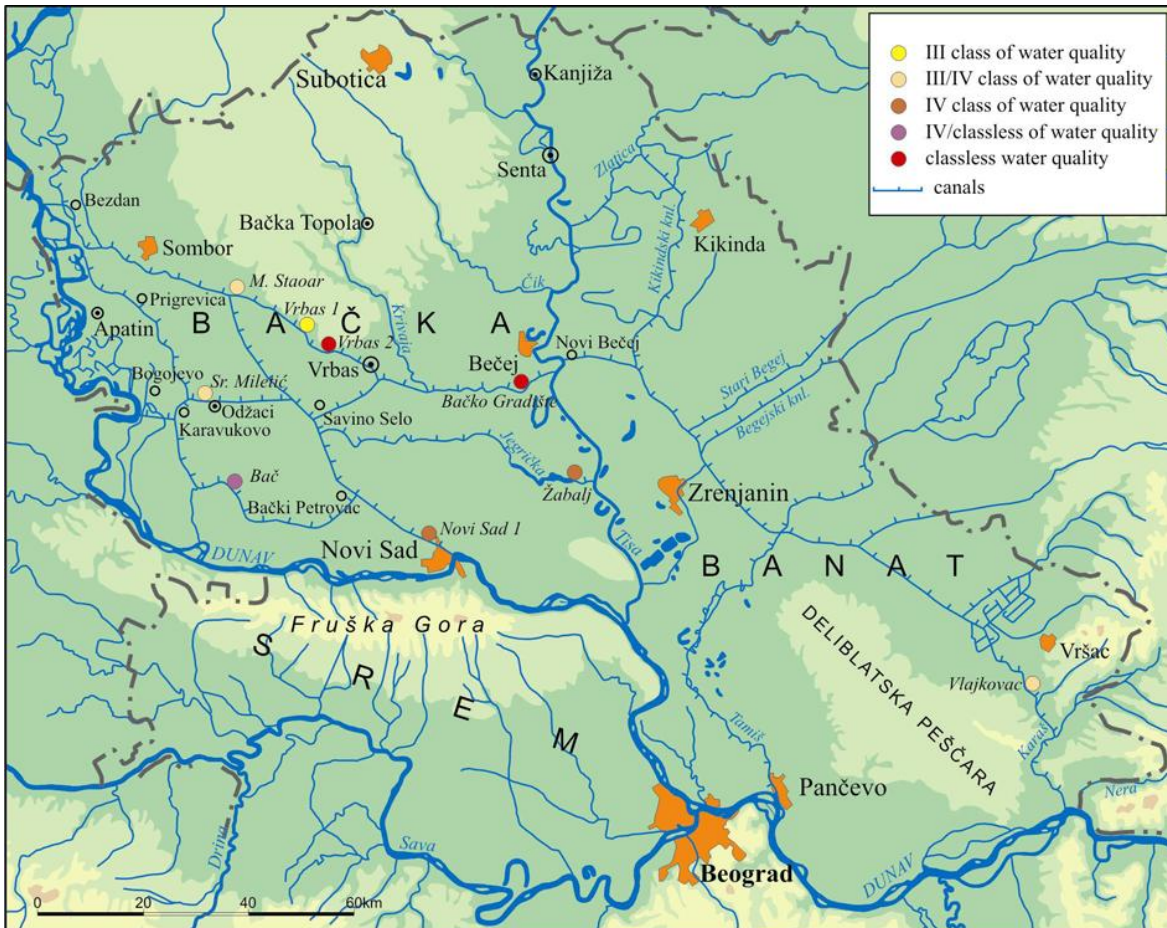 III class of water quality
III/IV class of water quality
IV class of water quality
IV/classless of water quality
classless water quality
canals
Subotica
Kanjiža
Senta
Zlatica
Bezdan
Bačka Topola
Kikinda
Kikindski knl.
Sombor
M. Staoar
Čik
Prigrevica
Vrbas 1
Krivaja
Apatin
B A Č K A
Vrbas 2
Novi Bečej
Bečej
Vrbas
Stari Begej
Bogojevo
Sr. Miletić
Bačko Gradište
Begejski knl.
Odžaci
Savino Selo
Karavukovo
Jegrička
Bač
Žabalj
Zrenjanin
Bački Petrovac
Novi Sad 1
Tisa
DUNAV
Novi Sad
B A N A T
Fruška Gora
SREM
DELIBLATSKA PEŠČARA
Vršac
Vlajkovac
Tamiš
Karaš
Pančevo
Nera
Drina
Sava
Beograd
DUNAV
0 20 40 60km